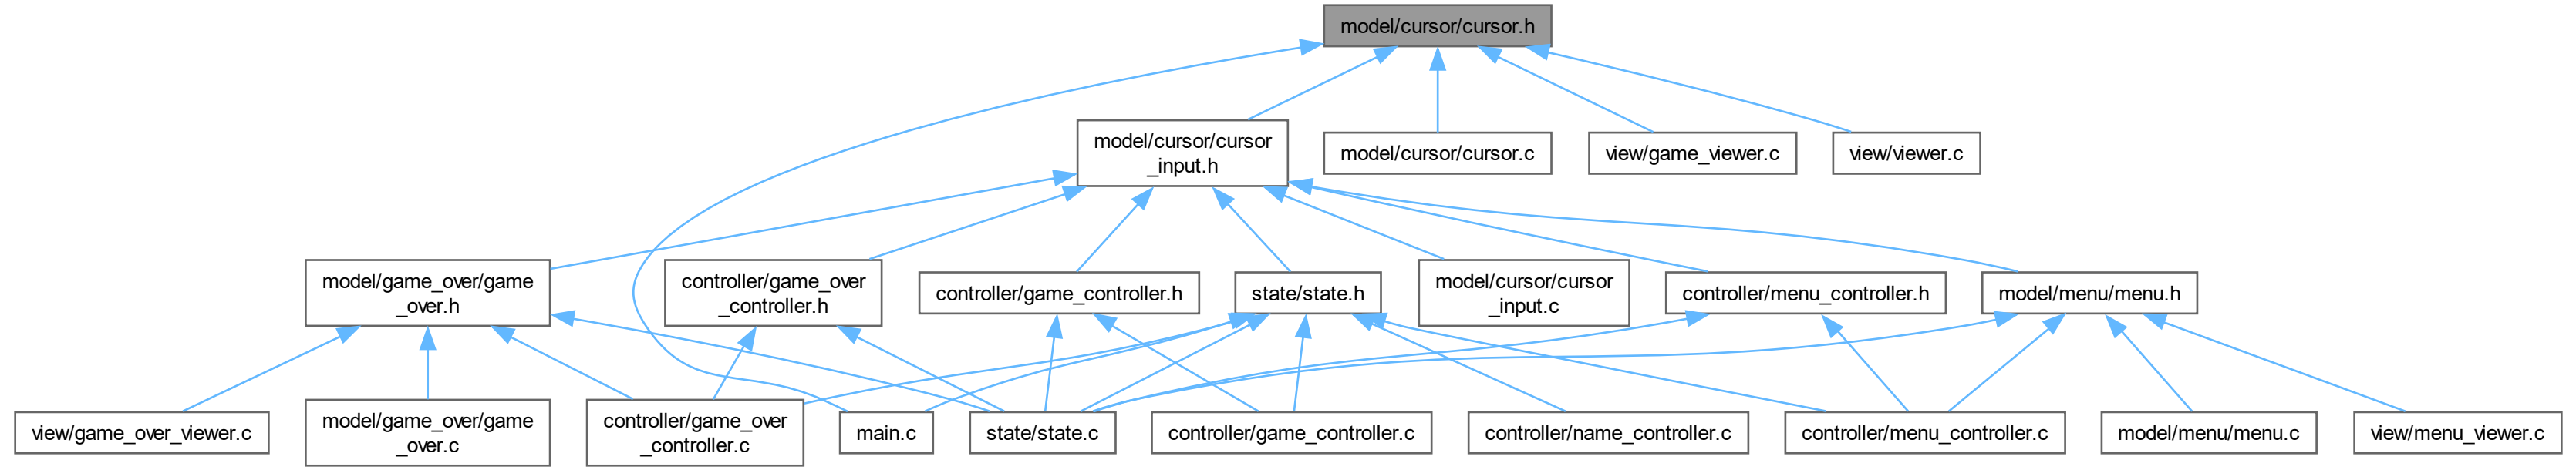 model/cursor/cursor.h
model/cursor/cursor
_input.h
model/cursor/cursor.c
view/game_viewer.c
view/viewer.c
model/game_over/game
_over.h
controller/game_over
_controller.h
controller/game_controller.h
state/state.h
model/cursor/cursor
_input.c
controller/menu_controller.h
model/menu/menu.h
view/game_over_viewer.c
model/game_over/game
_over.c
controller/game_over
_controller.c
main.c
state/state.c
controller/game_controller.c
controller/name_controller.c
controller/menu_controller.c
model/menu/menu.c
view/menu_viewer.c